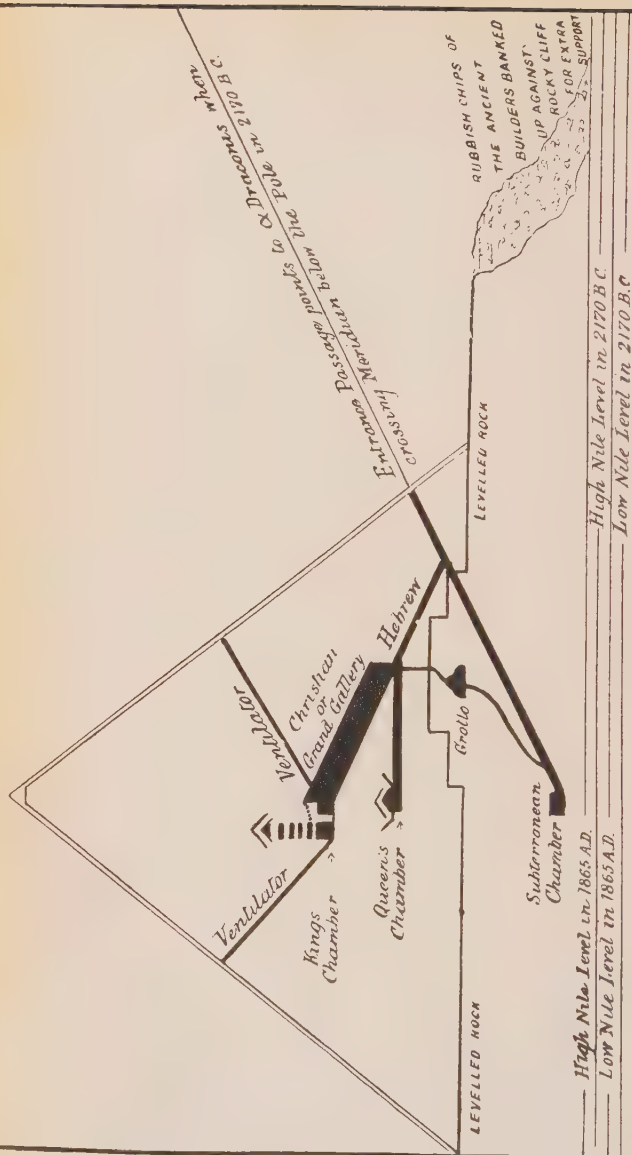 Entrance Passage points to α Draconis when
crossing Meridian below the Pole in 2170 B.C.
RUBBISH CHIPS OF
THE ANCIENT
BUILDERS BANKED
UP AGAINST
ROCKY CLIFF
FOR EXTRA
SUPPORT
Ventilator
Ventilator
Christian
or
Grand Gallery
Hebrew
Kings
Chamber
Queen's
Chamber
Grotto
Subterronean
Chamber
LEVELLED ROCK
LEVELLED ROCK
High Nile Level in 1865 A.D.
High Nile Level in 2170 B.C.
Low Nile Level in 1865 A.D.
Low Nile Level in 2170 B.C